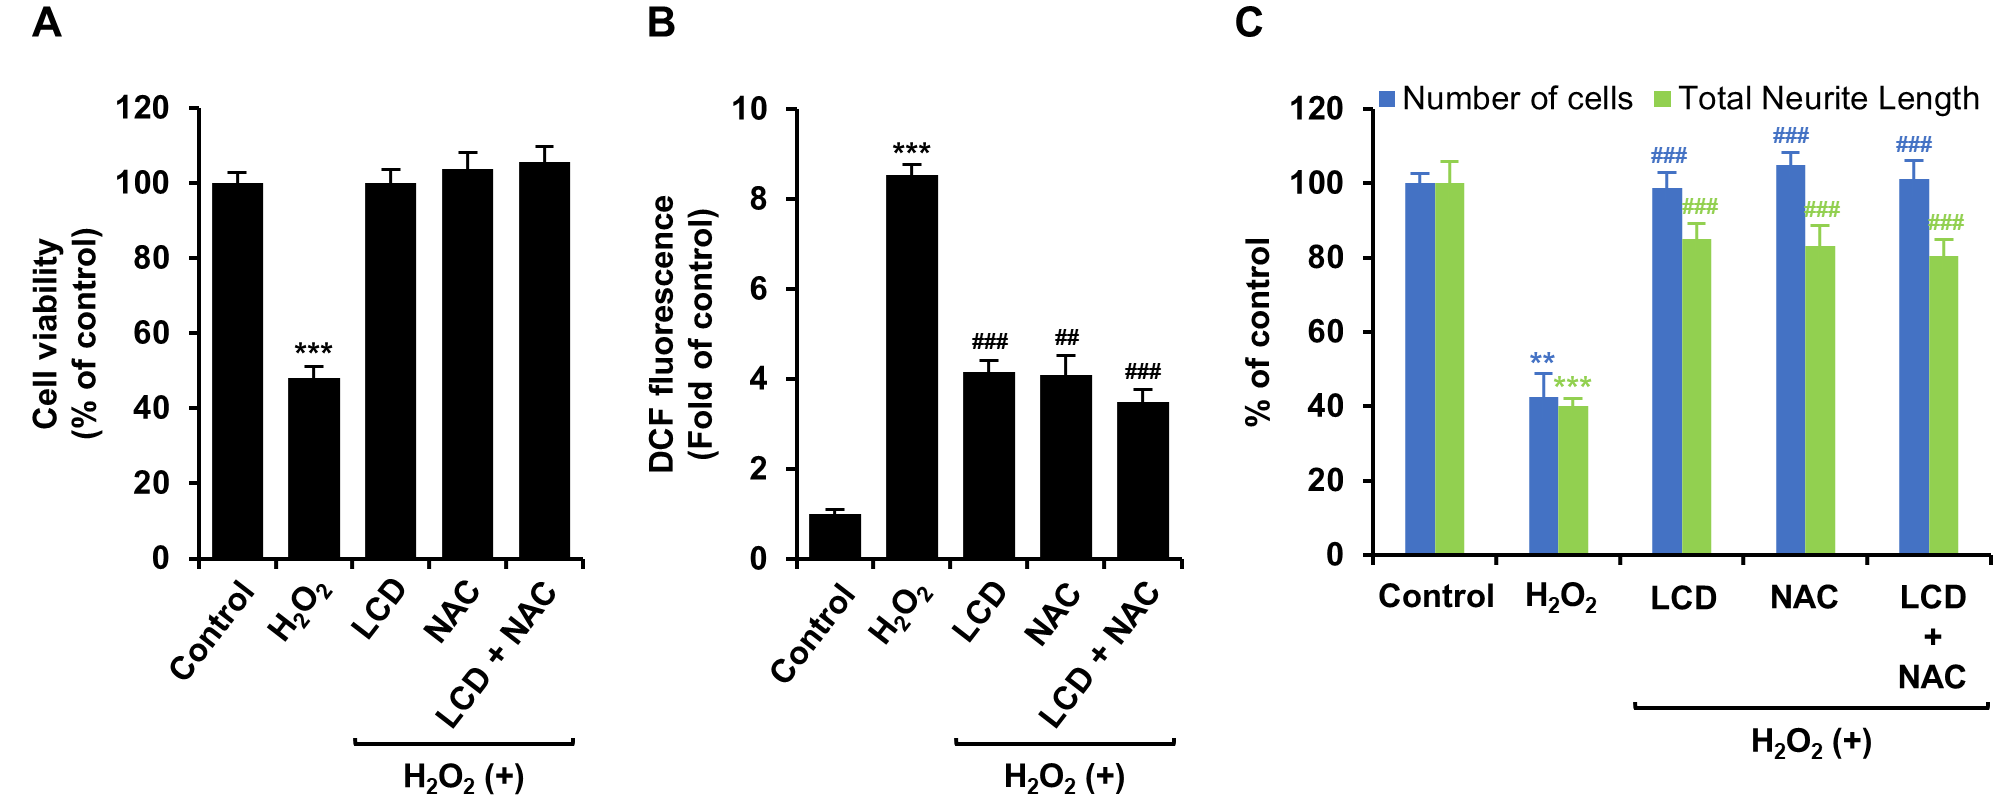 A
120
100
80
60
40
20
0
Cell viability
(% of control)
***
Control
H₂O₂
LCD
NAC
LCD + NAC
H₂O₂ (+)
B
10
8
6
4
2
0
DCF fluorescence
(Fold of control)
***
###
##
###
Control
H₂O₂
LCD
NAC
LCD + NAC
H₂O₂ (+)
C
Number of cells
Total Neurite Length
120
100
80
60
40
20
0
% of control
**
***
###
###
###
###
###
###
Control
H₂O₂
LCD
NAC
LCD
+
NAC
H₂O₂ (+)